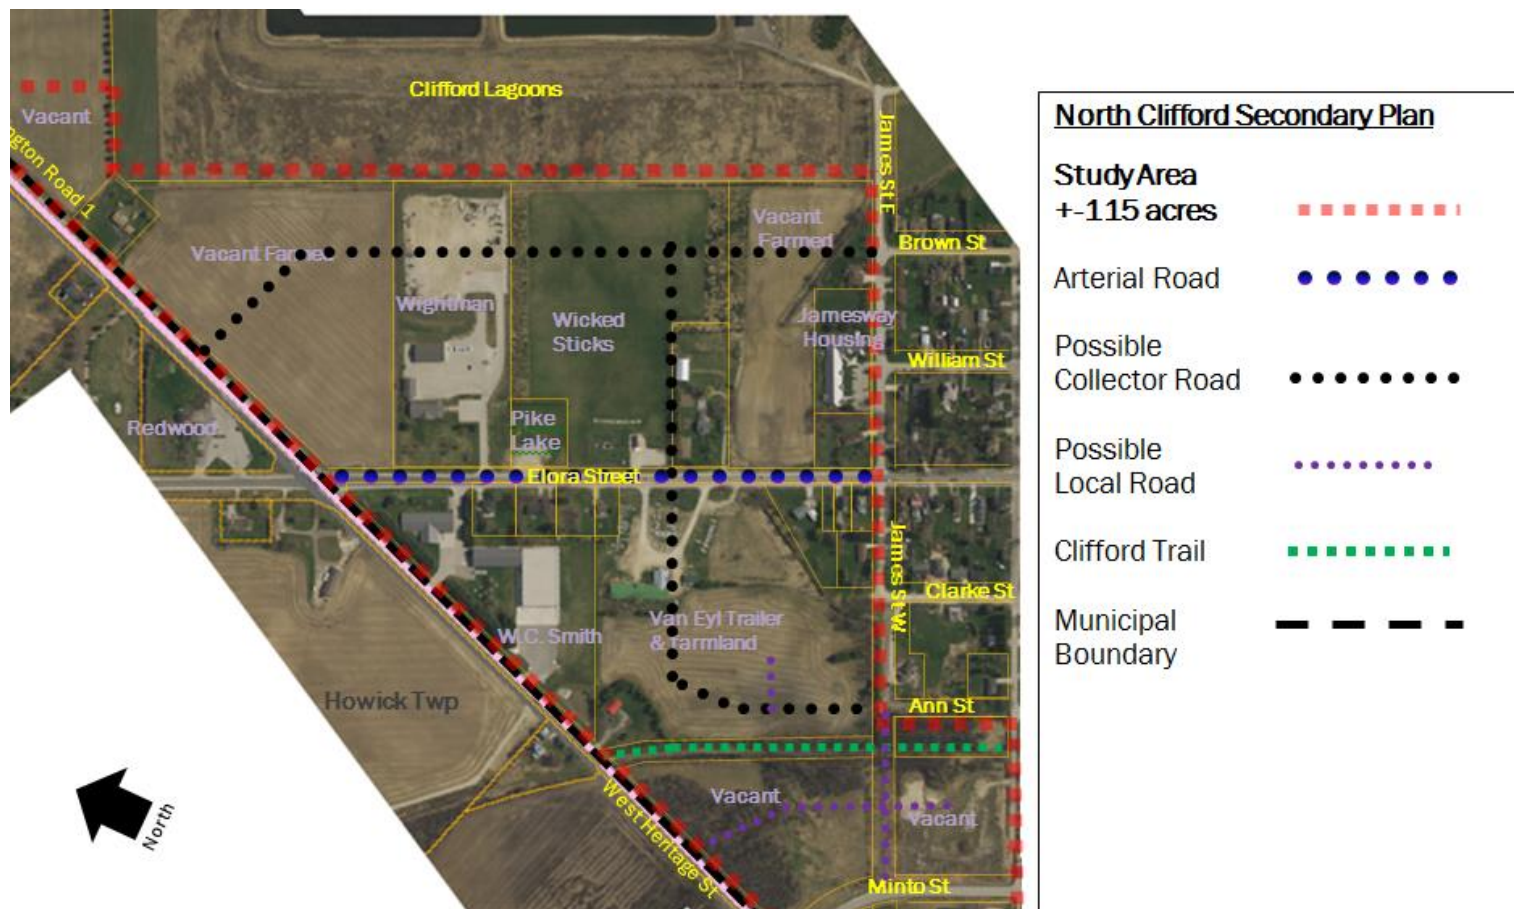 Clifford Lagoons
Vacant
ngton Road 1
James St E
Vacant
Farmed
Brown St
Vacant Farmed
Wightman
Wicked
Sticks
Jamesway
Housing
William St
Pike
Lake
Redwood
Elora Street
James St W
Clarke St
Van Eyl Trailer
& farmland
W.C. Smith
Howick Twp
Ann St
West Heritage St
Vacant
Vacant
Minto St
North
North Clifford Secondary Plan
Study Area
+-115 acres
Arterial Road
Possible
Collector Road
Possible
Local Road
Clifford Trail
Municipal
Boundary